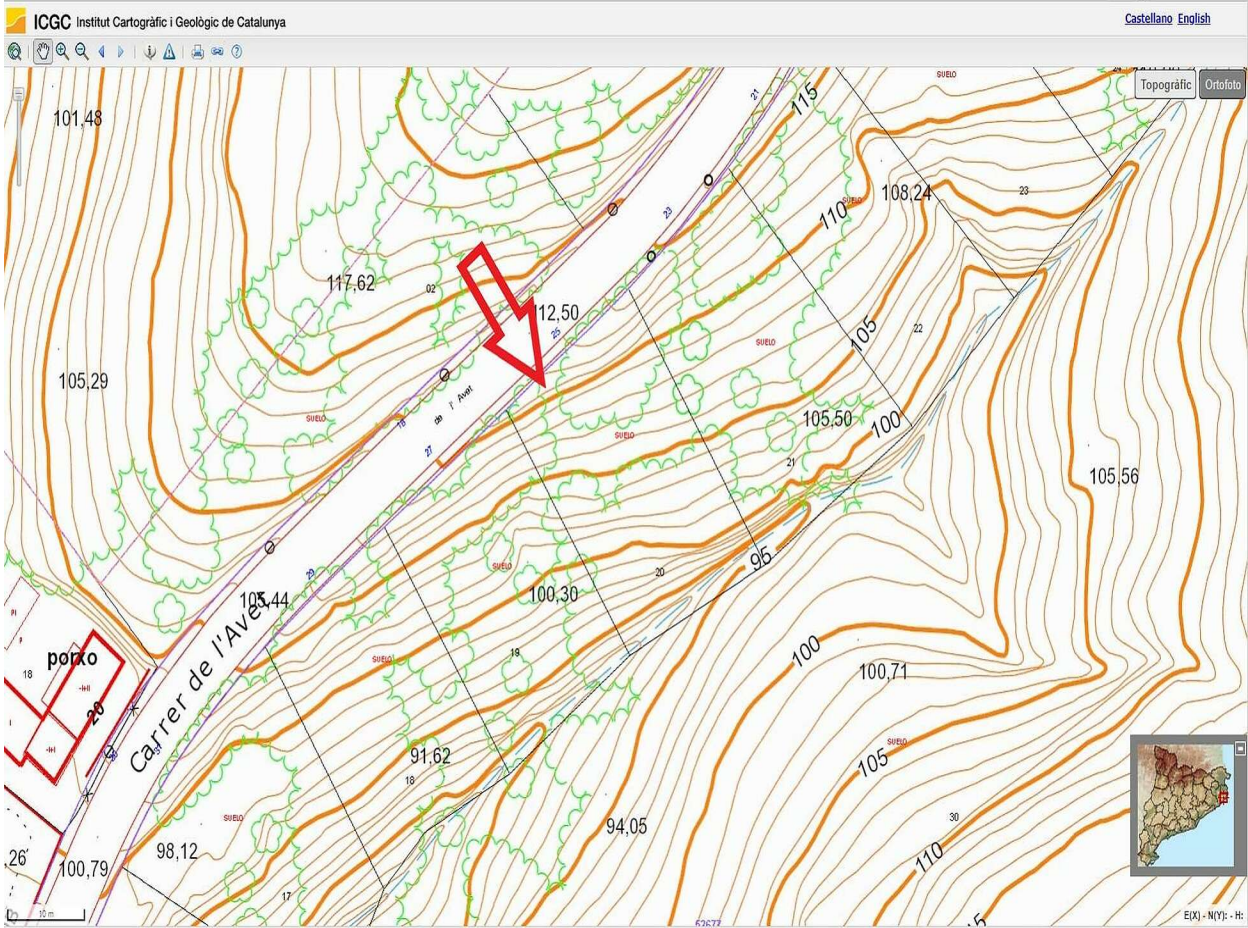 ICGC Institut Cartogràfic i Geològic de Catalunya
Castellano English
Topogràfic Ortofoto
SUELO
21
115
101,48
108,24
SUELO
23
110
23
117,62
02
112,50
25
105
22
SUELO
105,29
de l' Avet
SUELO
18
27
SUELO
105,50
100
21
105,56
95
29
SUELO
20
100,30
105,44
Carrer de l'Avet
porxo
18
20
SUELO
19
100
100,71
91,62
18
SUELO
105
SUELO
98,12
94,05
30
110
,26
100,79
17
10 m
52677
E(X) - N(Y): - H: